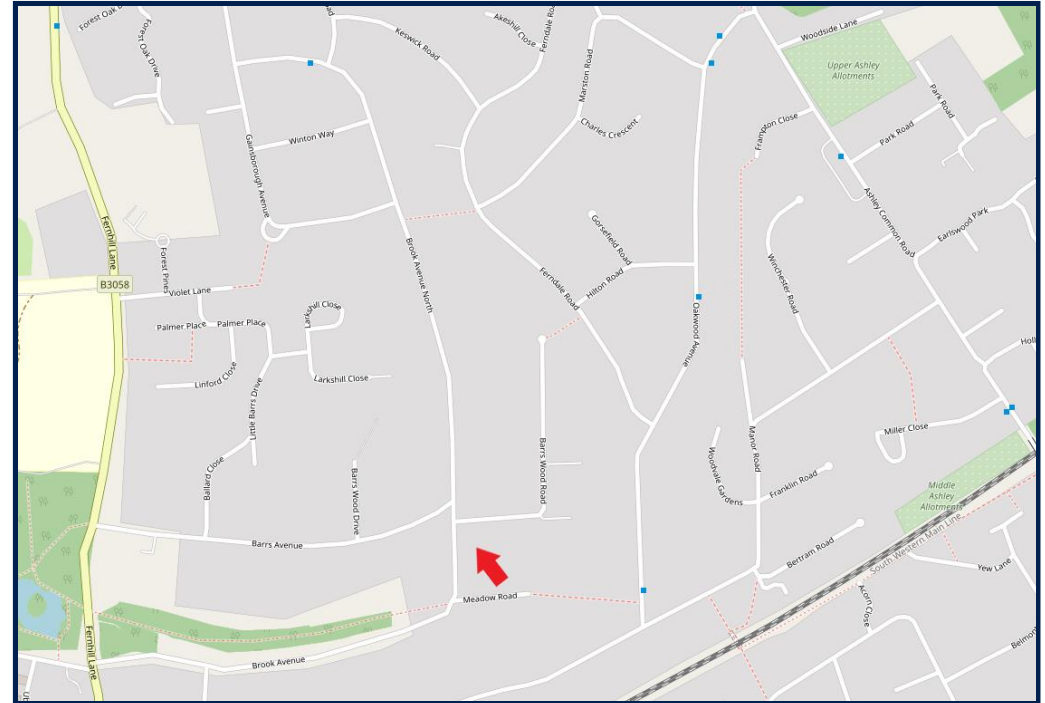 Forest Oak D
Forest Oak Drive
Road
Keswick Road
Akeshill Close
Ferndale Ro
Marston Road
Charles Crescent
Woodside Lane
Upper Ashley
Allotments
Park Road
Park Road
Frampton Close
Ashley Common Road
Earlswood Park
Winton Way
Gainsborough Avenue
Fernhill Lane
B3058
Forest Pines
Violet Lane
Palmer Place
Palmer Place
Larkshill Close
Larkshill Close
Linford Close
Little Barrs Drive
Ballard Close
Barrs Wood Drive
Barrs Avenue
Brook Avenue North
Gorsefield Road
Hilton Road
Ferndale Road
Oakwood Avenue
Winchester Road
Barrs Wood Road
Manor Road
Woodvale Gardens
Franklin Road
Miller Close
Holl
Middle
Ashley
Allotments
South Western Main Line
Bertram Road
Yew Lane
Acorn Close
Belmon
Meadow Road
Brook Avenue
Fernhill Lane